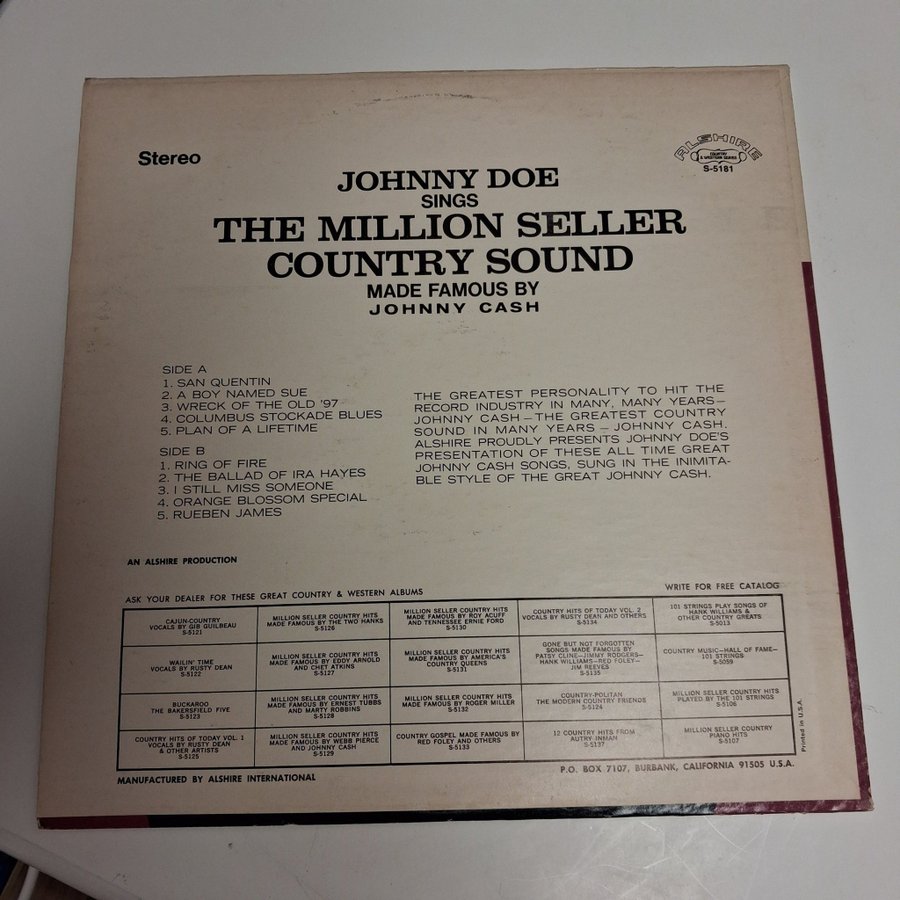 Stereo
ALSHIRE
COUNTRY
& WESTERN SERIES
S-5181
JOHNNY DOE
SINGS
THE MILLION SELLER
COUNTRY SOUND
MADE FAMOUS BY
JOHNNY CASH
SIDE A
1. SAN QUENTIN
2. A BOY NAMED SUE
3. WRECK OF THE OLD '97
4. COLUMBUS STOCKADE BLUES
5. PLAN OF A LIFETIME
SIDE B
1. RING OF FIRE
2. THE BALLAD OF IRA HAYES
3. I STILL MISS SOMEONE
4. ORANGE BLOSSOM SPECIAL
5. RUEBEN JAMES
THE GREATEST PERSONALITY TO HIT THE
RECORD INDUSTRY IN MANY, MANY YEARS—
JOHNNY CASH — THE GREATEST COUNTRY
SOUND IN MANY YEARS — JOHNNY CASH.
ALSHIRE PROUDLY PRESENTS JOHNNY DOE'S
PRESENTATION OF THESE ALL TIME GREAT
JOHNNY CASH SONGS, SUNG IN THE INIMITA-
BLE STYLE OF THE GREAT JOHNNY CASH.
AN ALSHIRE PRODUCTION
ASK YOUR DEALER FOR THESE GREAT COUNTRY & WESTERN ALBUMS
WRITE FOR FREE CATALOG
CAJUN-COUNTRY
VOCALS BY GIB GUILBEAU
S-5121
MILLION SELLER COUNTRY HITS
MADE FAMOUS BY THE TWO HANKS
S-5126
MILLION SELLER COUNTRY HITS
MADE FAMOUS BY ROY ACUFF
AND TENNESSEE ERNIE FORD
S-5130
COUNTRY HITS OF TODAY VOL. 2
VOCALS BY RUSTY DEAN AND OTHERS
S-5134
101 STRINGS PLAY SONGS OF
HANK WILLIAMS &
OTHER COUNTRY GREATS
S-5013
WAILIN' TIME
VOCALS BY RUSTY DEAN
S-5122
MILLION SELLER COUNTRY HITS
MADE FAMOUS BY EDDY ARNOLD
AND CHET ATKINS
S-5127
MILLION SELLER COUNTRY HITS
MADE FAMOUS BY AMERICA'S
COUNTRY QUEENS
S-5131
GONE BUT NOT FORGOTTEN
SONGS MADE FAMOUS BY
PATSY CLINE—JIMMY RODGERS—
HANK WILLIAMS—RED FOLEY—
JIM REEVES
S-5135
COUNTRY MUSIC—HALL OF FAME—
101 STRINGS
S-5059
BUCKAROO
THE BAKERSFIELD FIVE
S-5123
MILLION SELLER COUNTRY HITS
MADE FAMOUS BY ERNEST TUBBS
AND MARTY ROBBINS
S-5128
MILLION SELLER COUNTRY HITS
MADE FAMOUS BY ROGER MILLER
S-5132
COUNTRY-POLITAN
THE MODERN COUNTRY FRIENDS
S-5124
MILLION SELLER COUNTRY HITS
PLAYED BY THE 101 STRINGS
S-5106
COUNTRY HITS OF TODAY VOL. 1
VOCALS BY RUSTY DEAN
& OTHER ARTISTS
S-5125
MILLION SELLER COUNTRY HITS
MADE FAMOUS BY WEBB PIERCE
AND JOHNNY CASH
S-5129
COUNTRY GOSPEL MADE FAMOUS BY
RED FOLEY AND OTHERS
S-5133
12 COUNTRY HITS FROM
AUTRY INMAN
S-5137
MILLION SELLER COUNTRY
PIANO HITS
S-5107
Printed in U.S.A.
MANUFACTURED BY ALSHIRE INTERNATIONAL
P.O. BOX 7107, BURBANK, CALIFORNIA 91505 U.S.A.